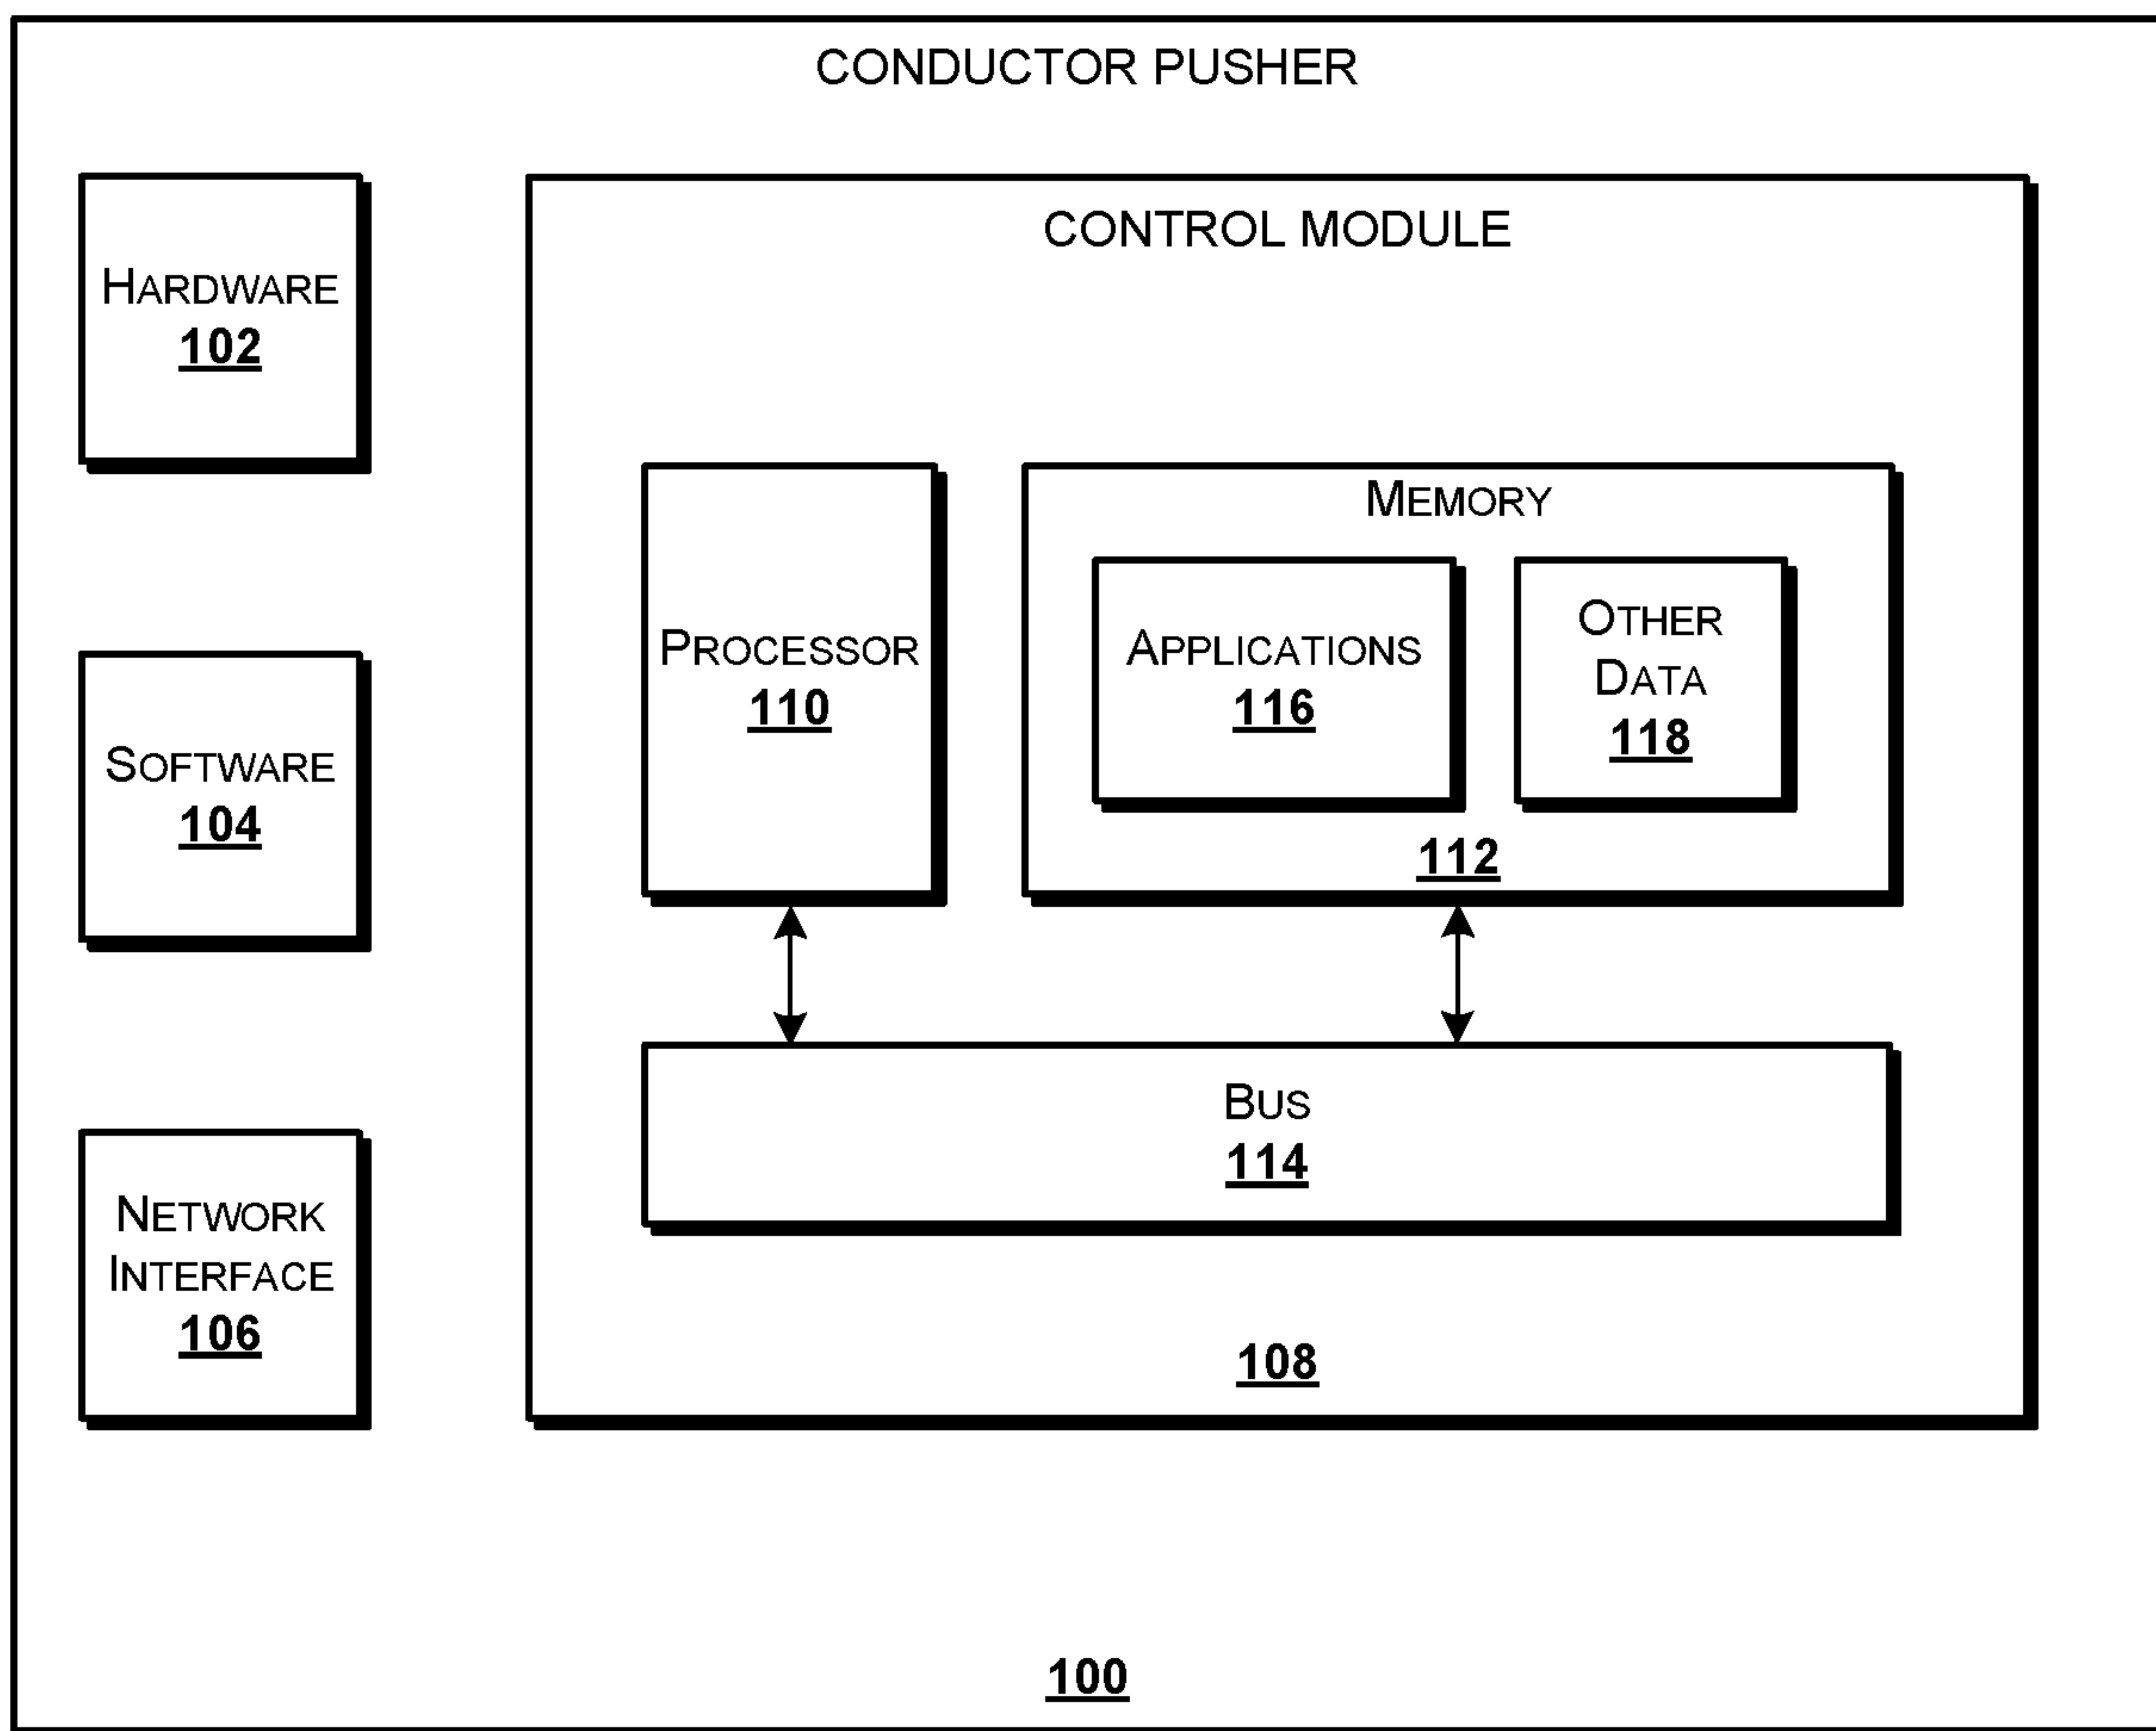 CONDUCTOR PUSHER
HARDWARE
102
SOFTWARE
104
NETWORK
INTERFACE
106
CONTROL MODULE
PROCESSOR
110
MEMORY
APPLICATIONS
116
OTHER
DATA
118
112
BUS
114
108
100